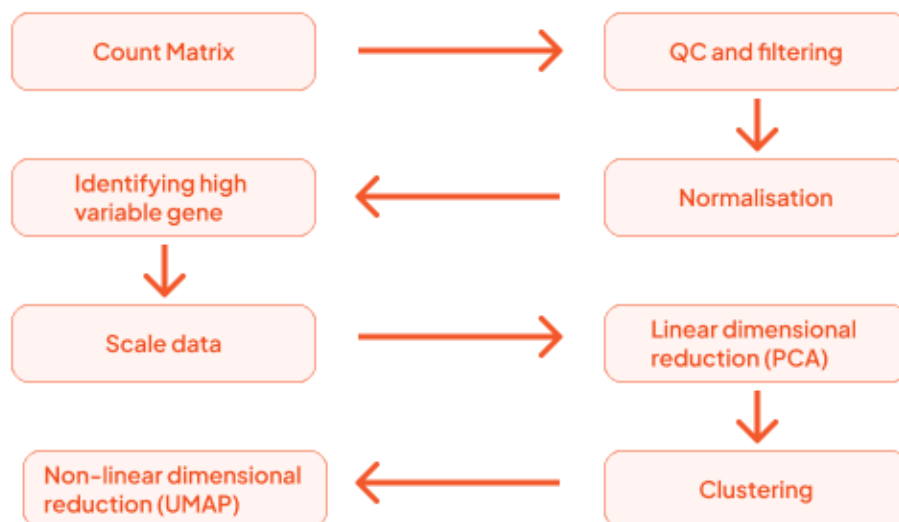 Count Matrix
QC and filtering
Identifying high
variable gene
Normalisation
Scale data
Linear dimensional
reduction (PCA)
Non-linear dimensional
reduction (UMAP)
Clustering